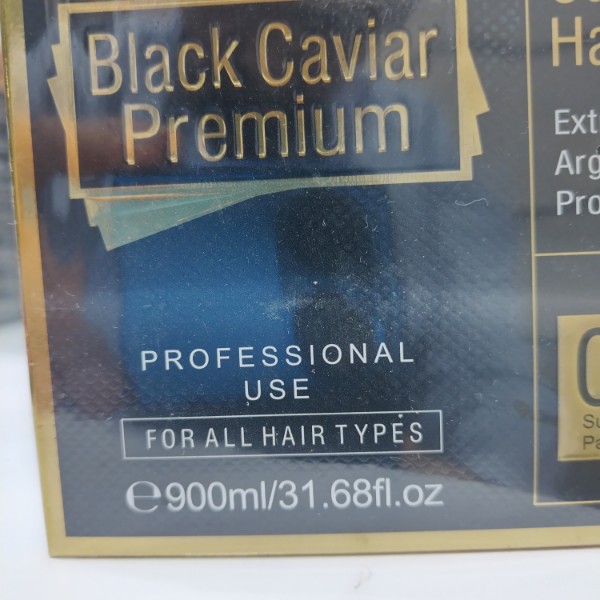 Black Caviar
Premium
PROFESSIONAL
USE
FOR ALL HAIR TYPES
℮900ml/31.68fl.oz